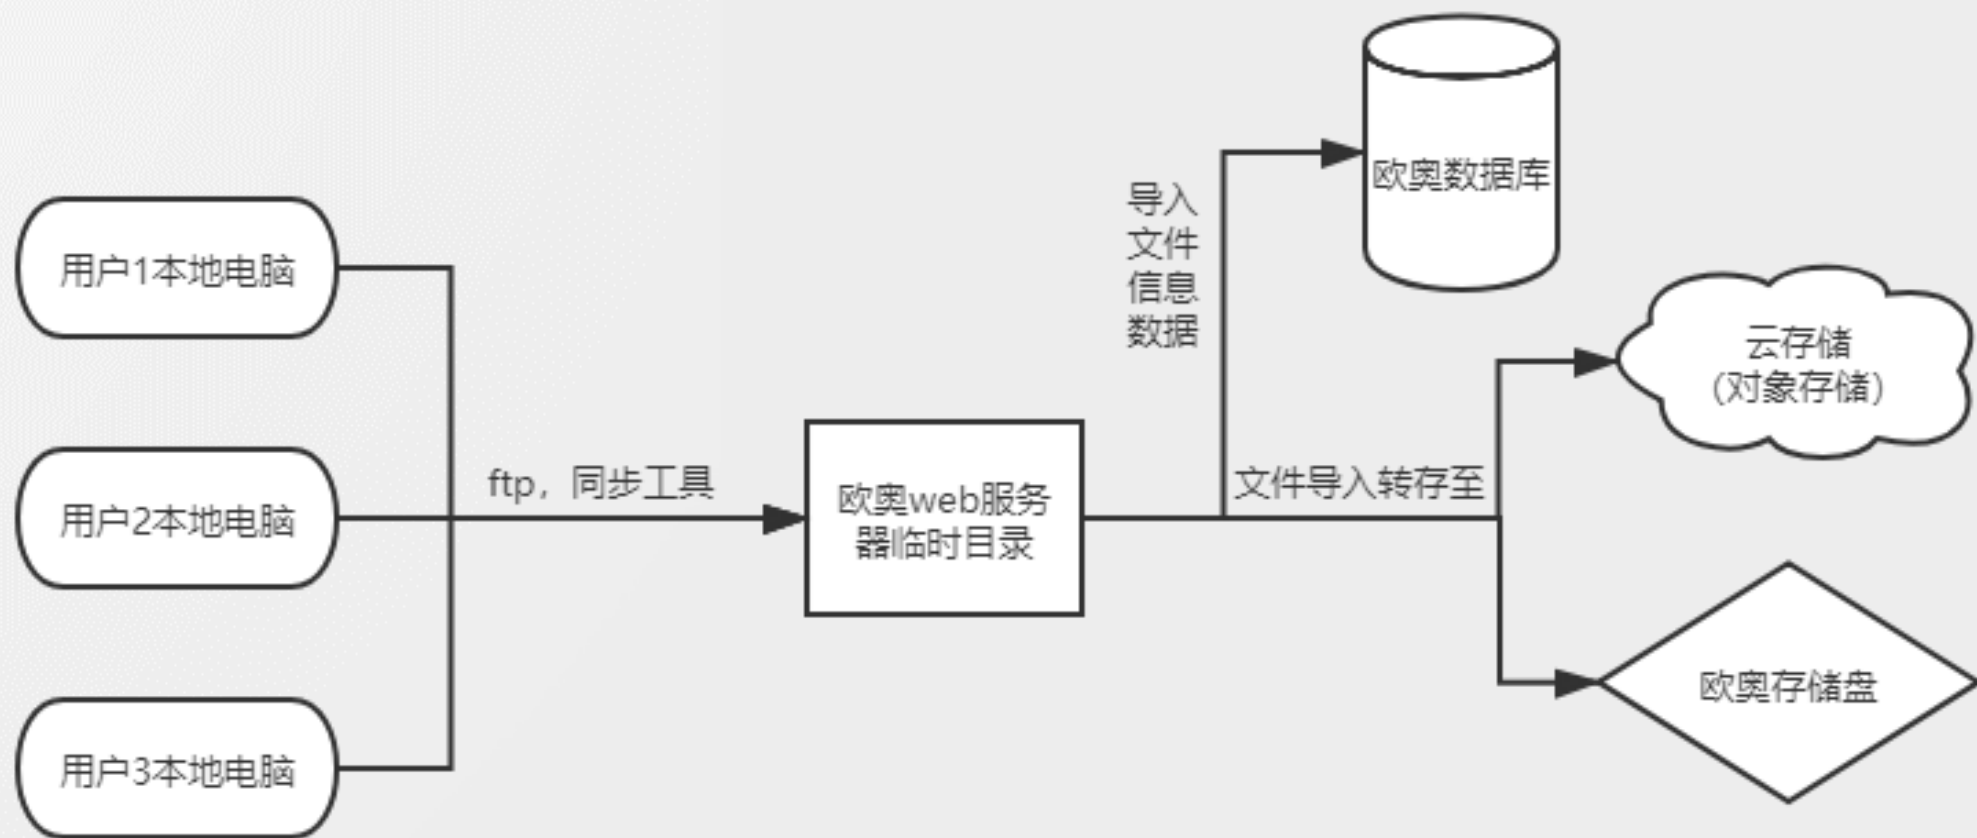 用户1本地电脑
用户2本地电脑
用户3本地电脑
ftp，同步工具
欧奥web服务
器临时目录
导入
文件
信息
数据
欧奥数据库
文件导入转存至
云存储
(对象存储)
欧奥存储盘